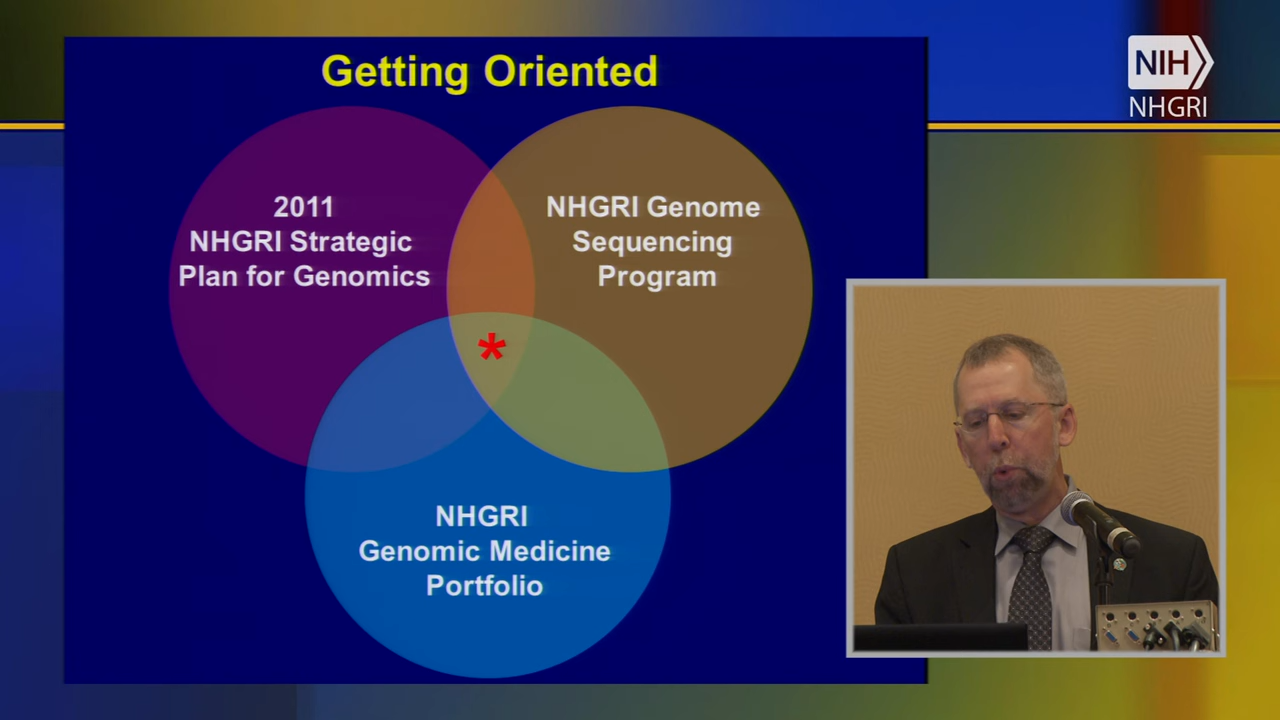 Getting Oriented
2011
NHGRI Strategic
Plan for Genomics
NHGRI Genome
Sequencing
Program
*
NHGRI
Genomic Medicine
Portfolio
NIH
NHGRI